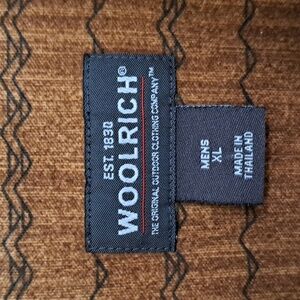 EST. 1830
WOOLRICH®
THE ORIGINAL OUTDOOR CLOTHING COMPANY™
MENS
XL
MADE IN
THAILAND